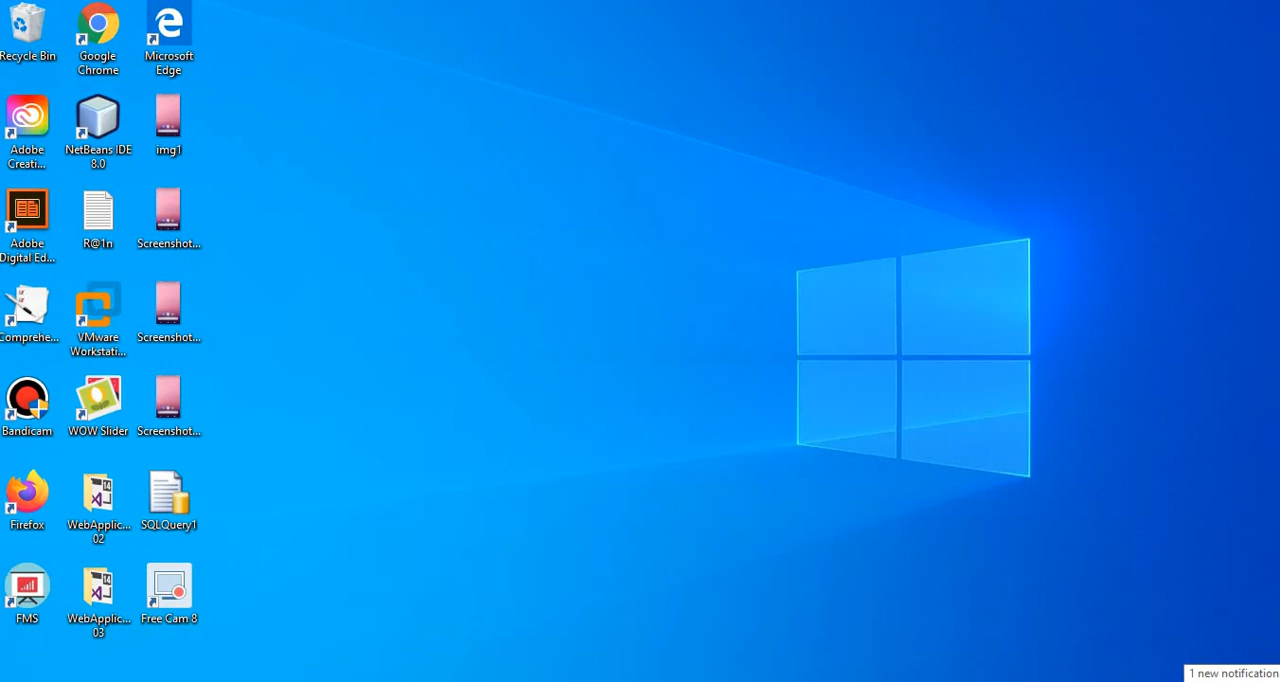 Recycle Bin
Google
Chrome
Microsoft
Edge
Adobe
Creati...
NetBeans IDE
8.0
img1
Adobe
Digital Ed...
R@1n
Screenshot...
Comprehe...
VMware
Workstati...
Screenshot...
Bandicam
WOW Slider
Screenshot...
Firefox
WebApplic...
02
SQLQuery1
FMS
WebApplic...
03
Free Cam 8
1 new notification